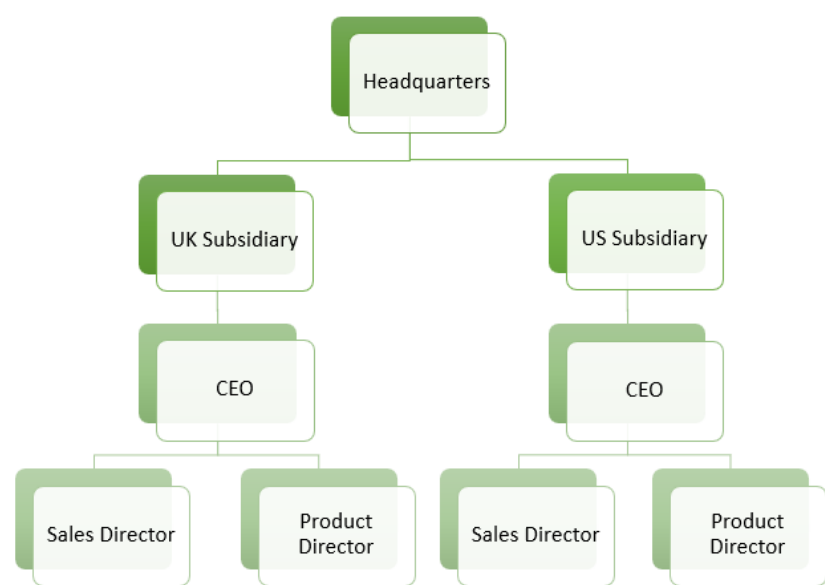 Headquarters
UK Subsidiary
US Subsidiary
CEO
CEO
Sales Director
Product
Director
Sales Director
Product
Director